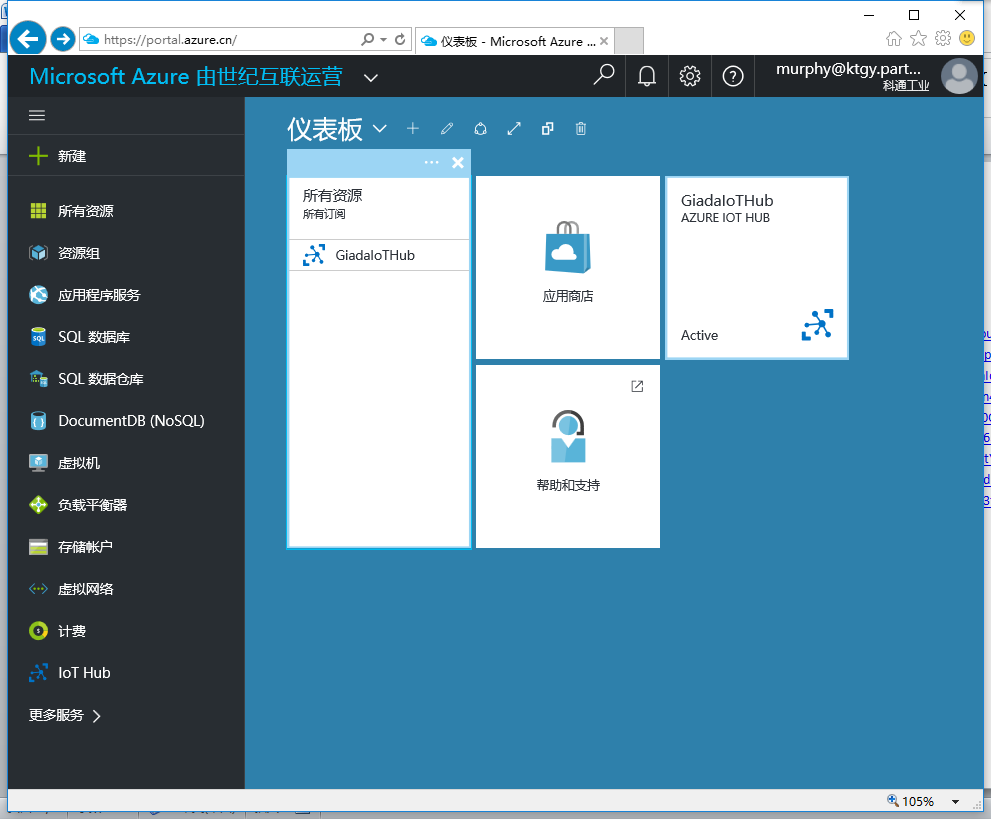 https://portal.azure.cn/
仪表板 - Microsoft Azure ...
Microsoft Azure 由世纪互联运营
murphy@ktgy.part...
科通工业
新建
所有资源
资源组
应用程序服务
SQL 数据库
SQL 数据仓库
DocumentDB (NoSQL)
虚拟机
负载平衡器
存储帐户
虚拟网络
计费
IoT Hub
更多服务
仪表板
所有资源
所有订阅
GiadaIoTHub
应用商店
帮助和支持
GiadaIoTHub
AZURE IOT HUB
Active
105%